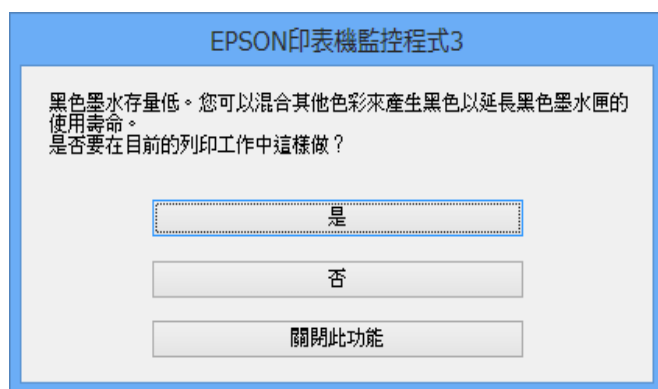 EPSON印表機監控程式3
黑色墨水存量低。您可以混合其他色彩來產生黑色以延長黑色墨水匣的
使用壽命。
是否要在目前的列印工作中這樣做？
是
否
關閉此功能